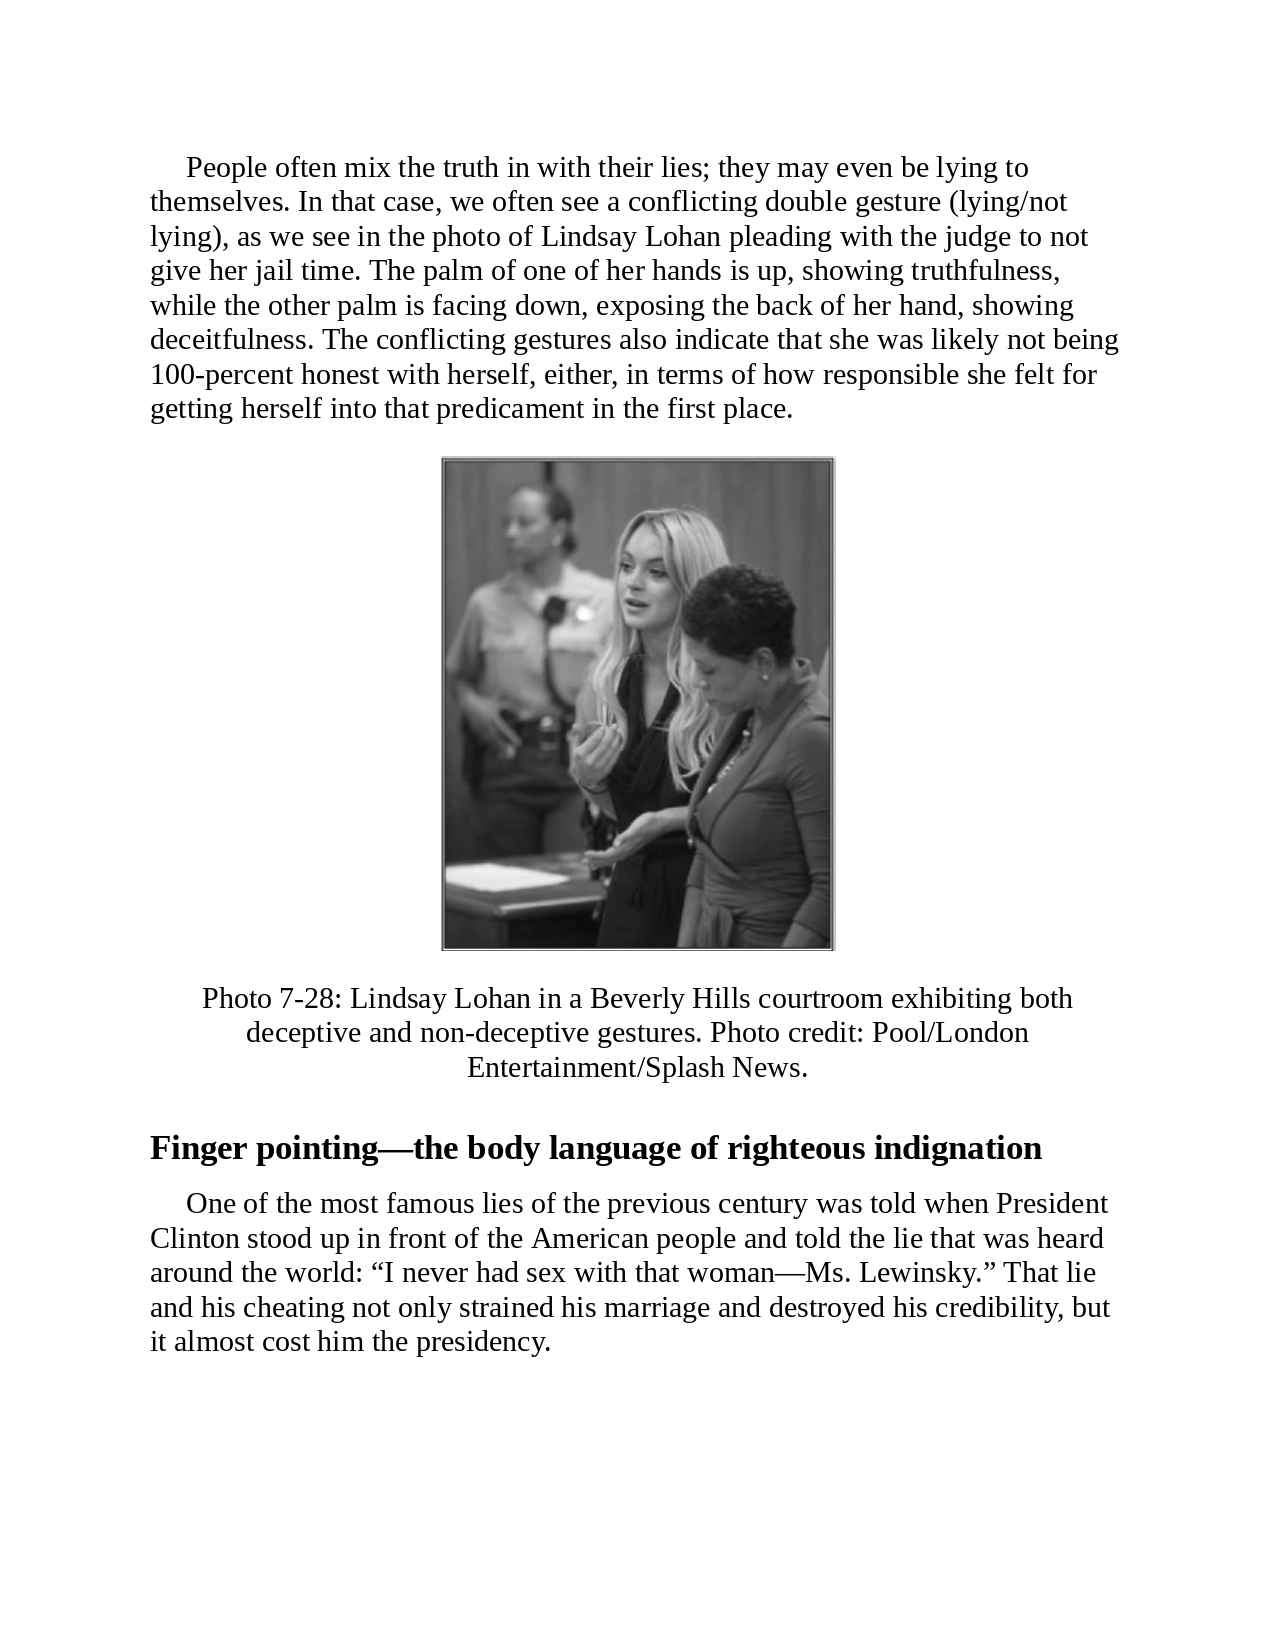 People often mix the truth in with their lies; they may even be lying to
themselves. In that case, we often see a conflicting double gesture (lying/not
lying), as we see in the photo of Lindsay Lohan pleading with the judge to not
give her jail time. The palm of one of her hands is up, showing truthfulness,
while the other palm is facing down, exposing the back of her hand, showing
deceitfulness. The conflicting gestures also indicate that she was likely not being
100-percent honest with herself, either, in terms of how responsible she felt for
getting herself into that predicament in the first place.
Photo 7-28: Lindsay Lohan in a Beverly Hills courtroom exhibiting both
deceptive and non-deceptive gestures. Photo credit: Pool/London
Entertainment/Splash News.
Finger pointing—the body language of righteous indignation
One of the most famous lies of the previous century was told when President
Clinton stood up in front of the American people and told the lie that was heard
around the world: “I never had sex with that woman—Ms. Lewinsky.” That lie
and his cheating not only strained his marriage and destroyed his credibility, but
it almost cost him the presidency.